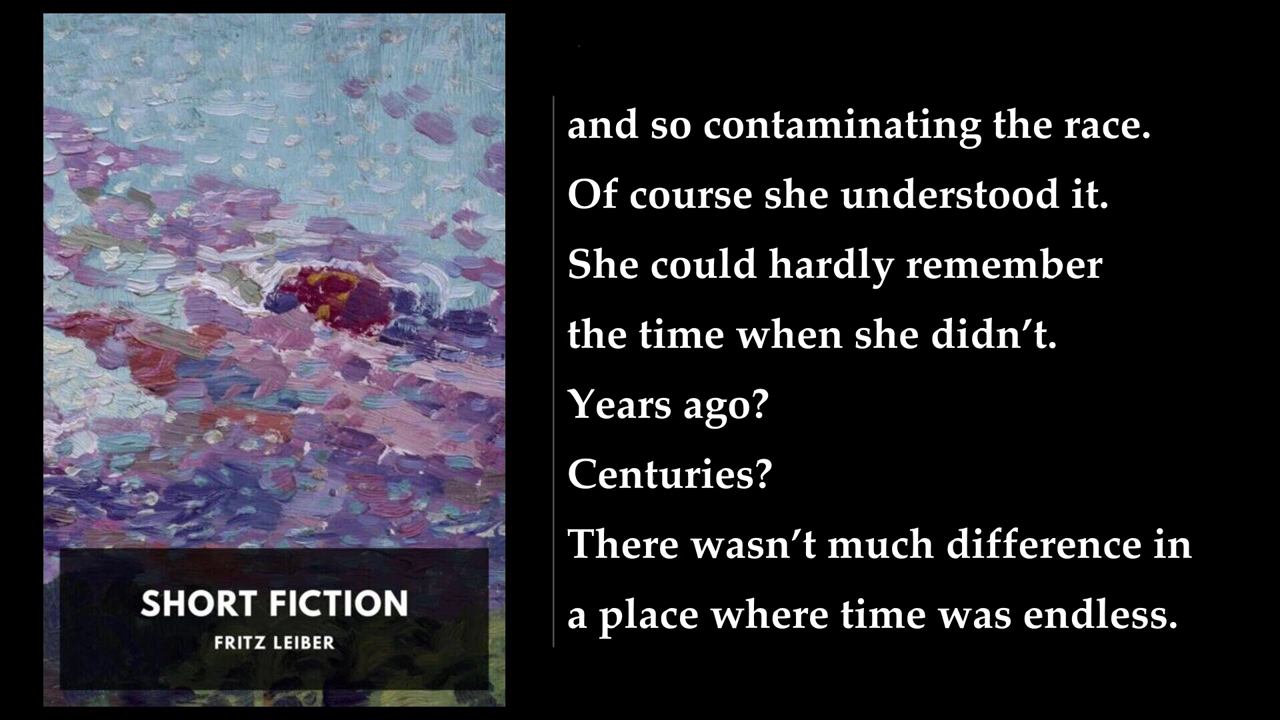 SHORT FICTION
FRITZ LEIBER
and so contaminating the race.
Of course she understood it.
She could hardly remember
the time when she didn’t.
Years ago?
Centuries?
There wasn’t much difference in
a place where time was endless.